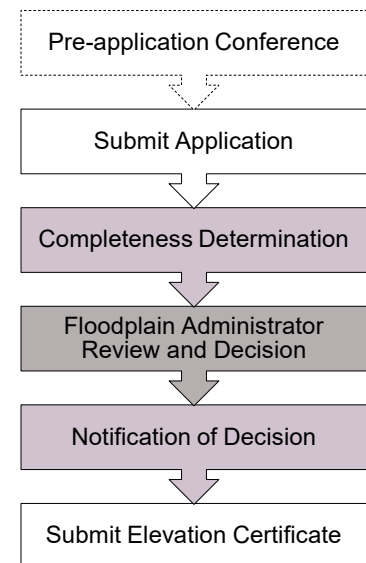 Pre-application Conference
Submit Application
Completeness Determination
Floodplain Administrator
Review and Decision
Notification of Decision
Submit Elevation Certificate